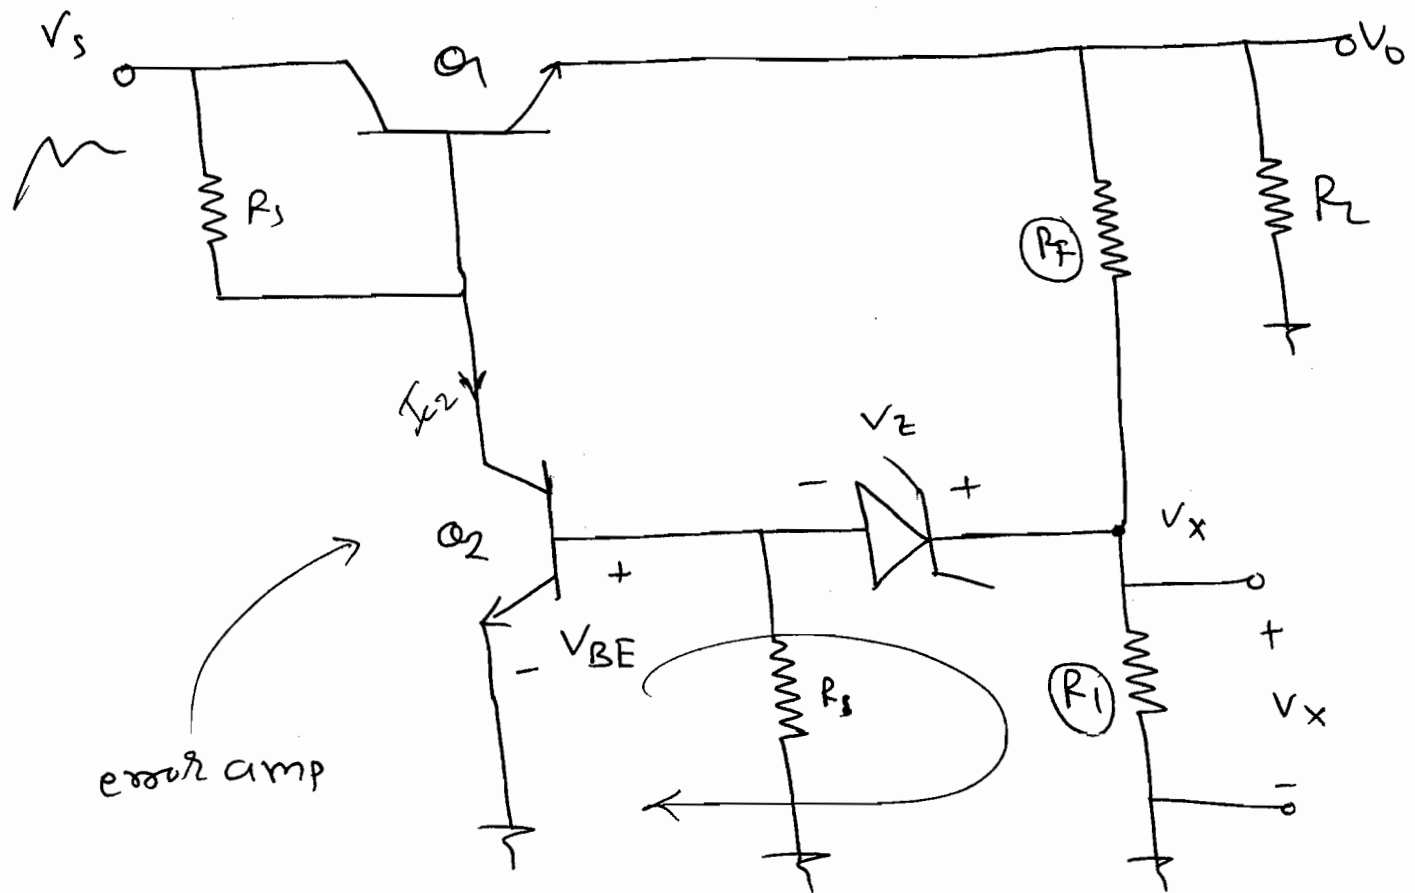 Vs
Q1
Vo
Rs
RF
RL
Ic2
VZ
- +
Vx
Q2
+
VBE
-
Rs
R1
+
Vx
-
error amp